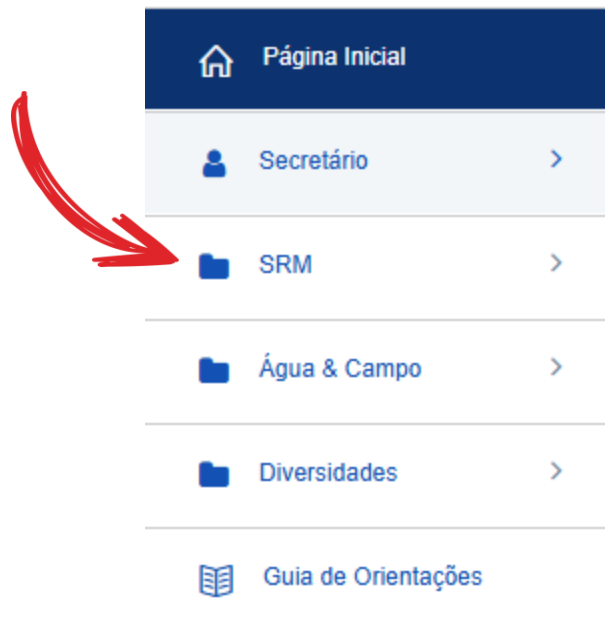 Página Inicial
Secretário
SRM
Água & Campo
Diversidades
Guia de Orientações